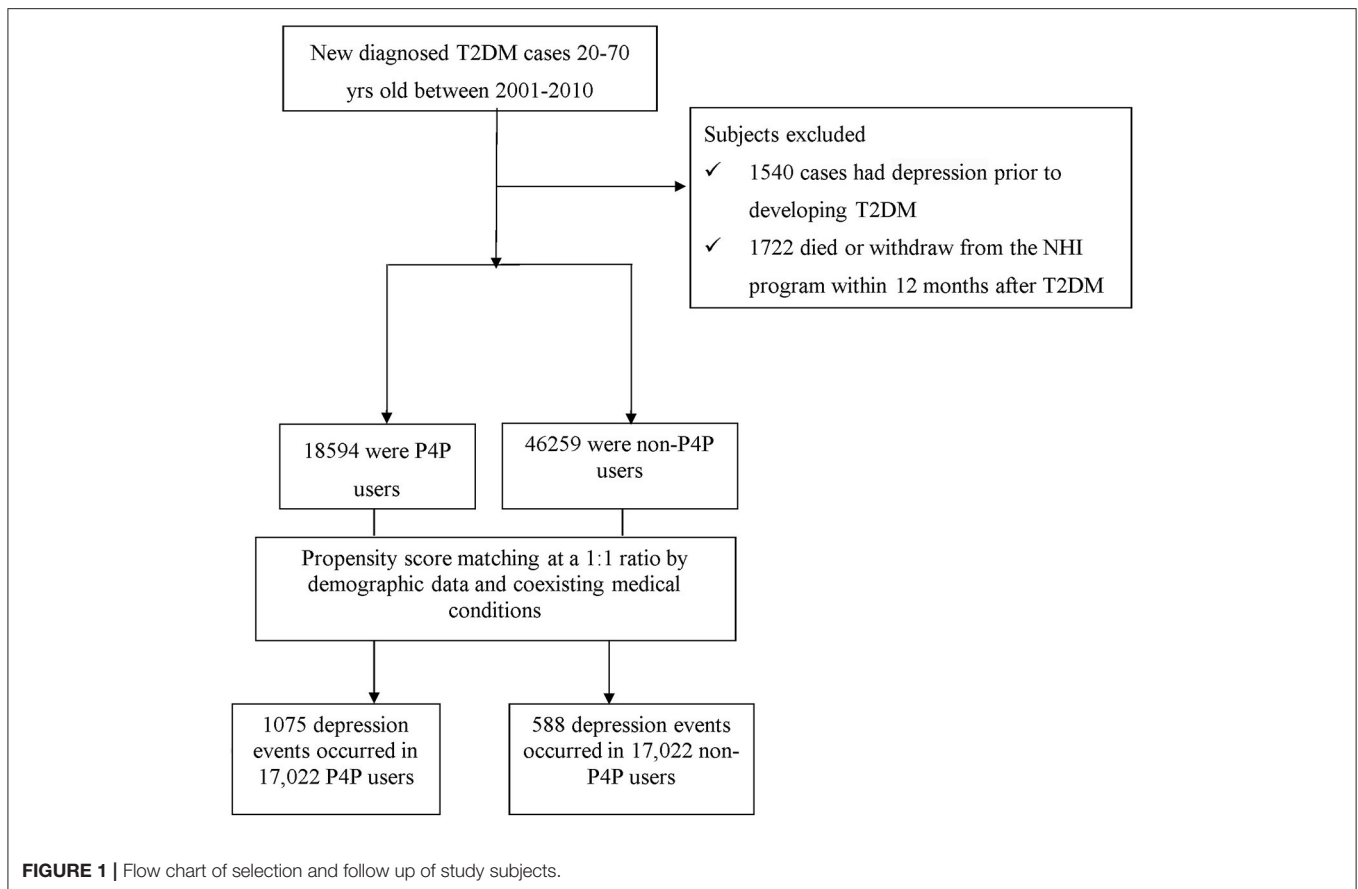 New diagnosed T2DM cases 20-70
yrs old between 2001-2010
Subjects excluded
✓ 1540 cases had depression prior to
developing T2DM
✓ 1722 died or withdraw from the NHI
program within 12 months after T2DM
18594 were P4P
users
46259 were non-P4P
users
Propensity score matching at a 1:1 ratio by
demographic data and coexisting medical
conditions
1075 depression
events occurred in
17,022 P4P users
588 depression events
occurred in 17,022 non-
P4P users
FIGURE 1 | Flow chart of selection and follow up of study subjects.